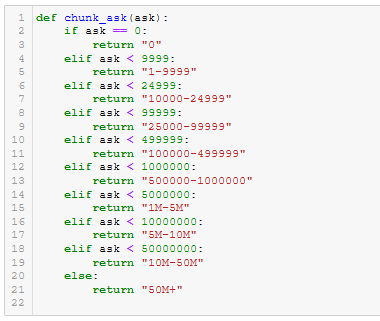 1 def chunk_ask(ask):
2     if ask == 0:
3         return "0"
4     elif ask < 9999:
5         return "1-9999"
6     elif ask < 24999:
7         return "10000-24999"
8     elif ask < 99999:
9         return "25000-99999"
10     elif ask < 499999:
11         return "100000-499999"
12     elif ask < 1000000:
13         return "500000-1000000"
14     elif ask < 5000000:
15         return "1M-5M"
16     elif ask < 10000000:
17         return "5M-10M"
18     elif ask < 50000000:
19         return "10M-50M"
20     else:
21         return "50M+"
22